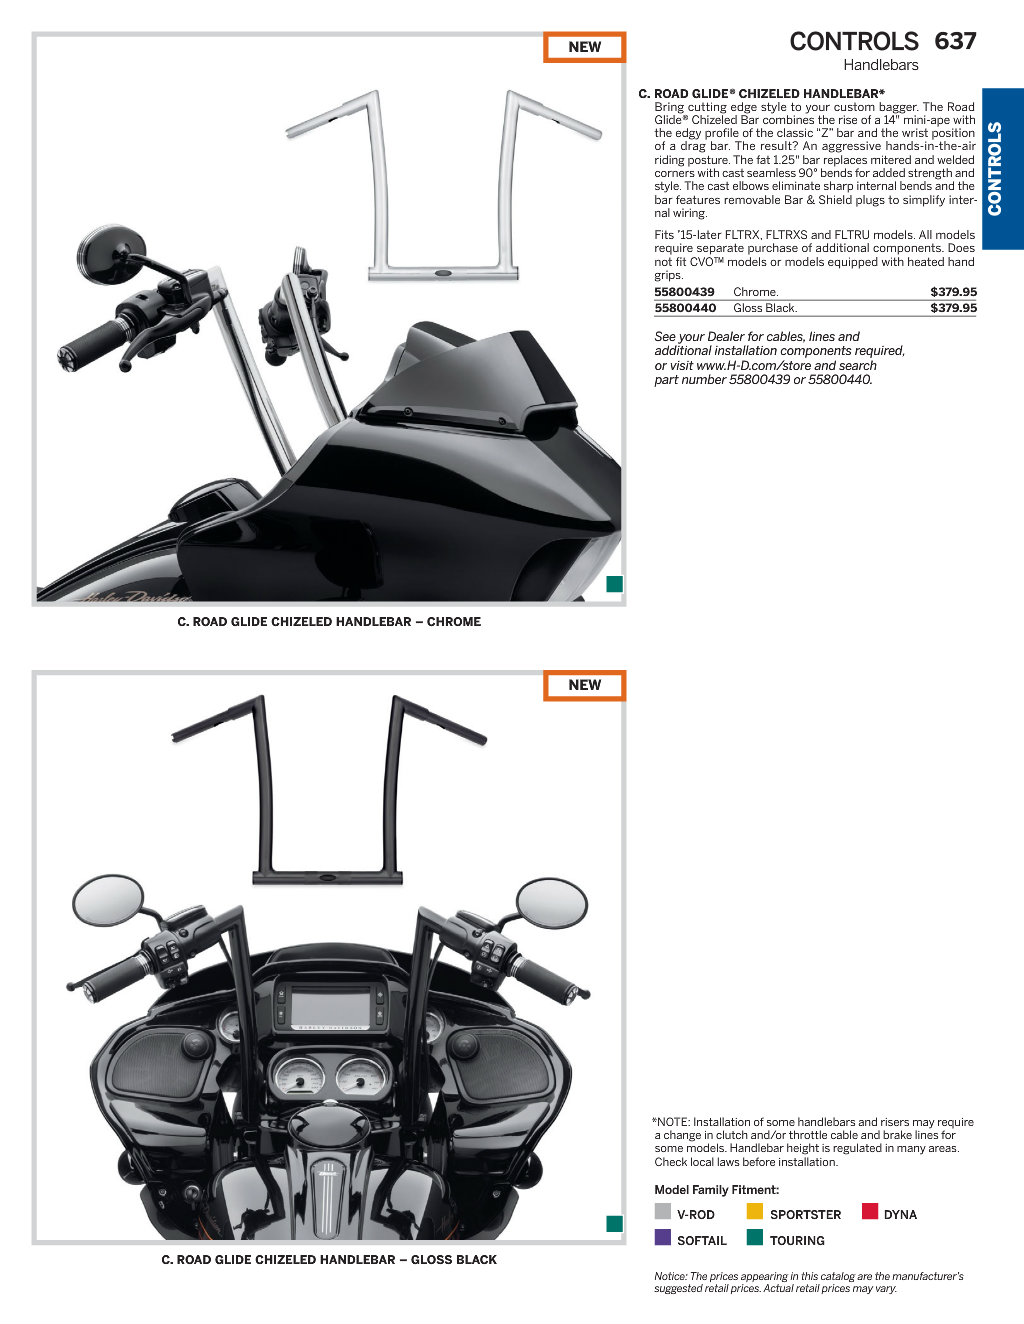 CONTROLS 637
Handlebars
NEW
C. ROAD GLIDE® CHIZELED HANDLEBAR*
Bring cutting edge style to your custom bagger. The Road
Glide® Chizeled Bar combines the rise of a 14" mini-ape with
the edgy profile of the classic "Z" bar and the wrist position
of a drag bar. The result? An aggressive hands-in-the-air
riding posture. The fat 1.25" bar replaces mitered and welded
corners with cast seamless 90° bends for added strength and
style. The cast elbows eliminate sharp internal bends and the
bar features removable Bar & Shield plugs to simplify inter-
nal wiring.
Fits '15-later FLTRX, FLTRXS and FLTRU models. All models
require separate purchase of additional components. Does
not fit CVO™ models or models equipped with heated hand
grips.
55800439 Chrome. $379.95
55800440 Gloss Black. $379.95
See your Dealer for cables, lines and
additional installation components required,
or visit www.H-D.com/store and search
part number 55800439 or 55800440.
CONTROLS
Harley-Davidson
C. ROAD GLIDE CHIZELED HANDLEBAR – CHROME
NEW
HARLEY-DAVIDSON
C. ROAD GLIDE CHIZELED HANDLEBAR – GLOSS BLACK
*NOTE: Installation of some handlebars and risers may require
a change in clutch and/or throttle cable and brake lines for
some models. Handlebar height is regulated in many areas.
Check local laws before installation.
Model Family Fitment:
V-ROD SPORTSTER DYNA
SOFTAIL TOURING
Notice: The prices appearing in this catalog are the manufacturer's
suggested retail prices. Actual retail prices may vary.